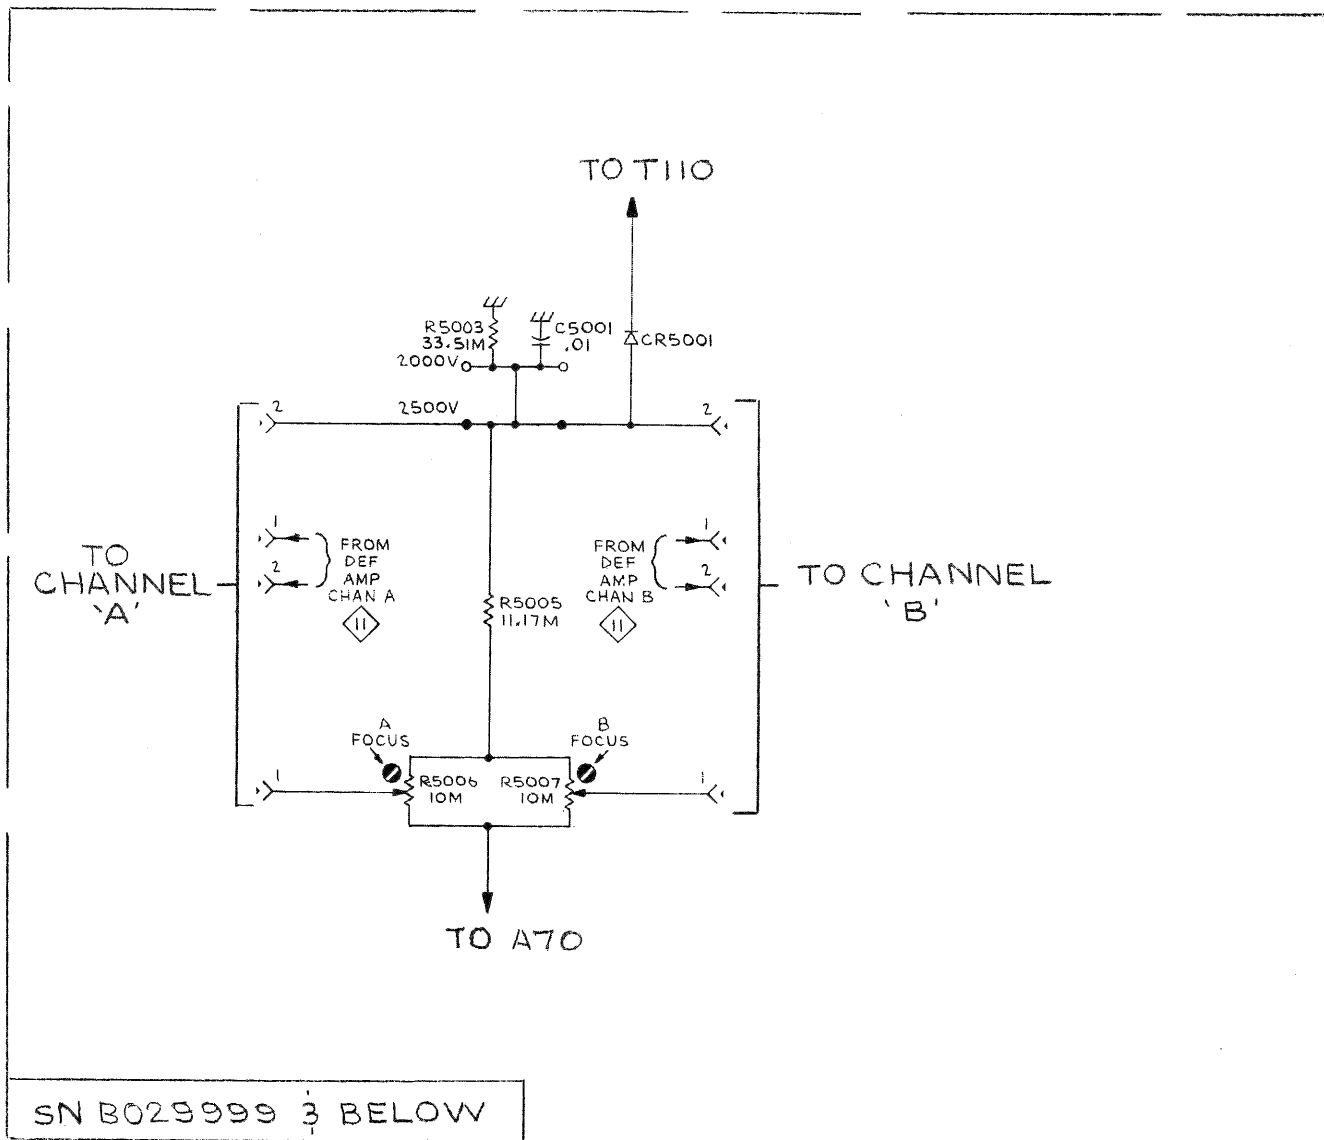 TO T110
R5003
33.51M
C5001
.01
CR5001
2000V
2500V
2
2
TO
CHANNEL
'A'
1
2
FROM
DEF
AMP
CHAN A
11
R5005
11.17M
FROM
DEF
AMP
CHAN B
11
1
2
TO CHANNEL
'B'
A
FOCUS
B
FOCUS
1
R5006
10M
R5007
10M
1
TO A70
SN B029999 & BELOW